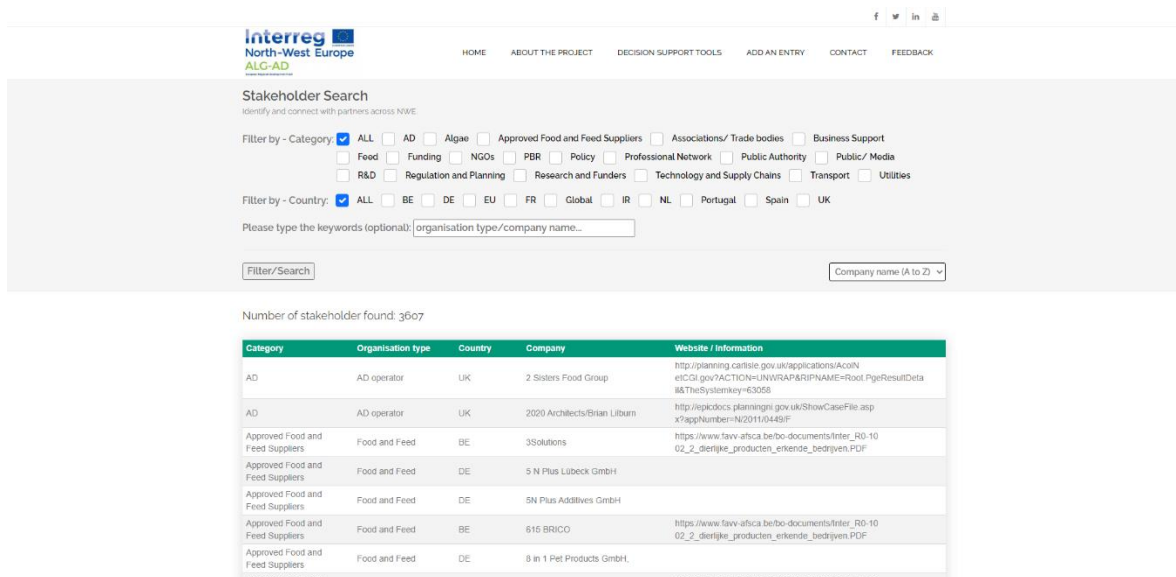 Interreg
North-West Europe
ALG-AD
HOME ABOUT THE PROJECT DECISION SUPPORT TOOLS ADD AN ENTRY CONTACT FEEDBACK
Stakeholder Search
Identify and connect with partners across NWE.
Filter by - Category: ALL AD Algae Approved Food and Feed Suppliers Associations/ Trade bodies Business Support
Feed Funding NGOs PBR Policy Professional Network Public Authority Public/ Media
R&D Regulation and Planning Research and Funders Technology and Supply Chains Transport Utilities
Filter by - Country: ALL BE DE EU FR Global IR NL Portugal Spain UK
Please type the keywords (optional): organisation type/company name...
Filter/Search Company name (A to Z)
Number of stakeholder found: 3607
Category Organisation type Country Company Website / Information
http://planning.carlisle.gov.uk/applications/AcolN
AD AD operator UK 2 Sisters Food Group etCGI.gov?ACTION=UNWRAP&RIPNAME=Root.PgeResultDeta
il&TheSystemkey=63058
AD AD operator UK 2020 Architects/Brian Lilburn http://epicdocs.planningni.gov.uk/ShowCaseFile.asp
x?appNumber=N/2011/0449/F
Approved Food and
Feed Suppliers Food and Feed BE 3Solutions https://www.favv-afsca.be/bo-documents/Inter_R0-10
02_2_dierlijke_producten_erkende_bedrijven.PDF
Approved Food and
Feed Suppliers Food and Feed DE 5 N Plus Lübeck GmbH
Approved Food and
Feed Suppliers Food and Feed DE 5N Plus Additives GmbH
Approved Food and
Feed Suppliers Food and Feed BE 615 BRICO https://www.favv-afsca.be/bo-documents/Inter_R0-10
02_2_dierlijke_producten_erkende_bedrijven.PDF
Approved Food and
Feed Suppliers Food and Feed DE 8 in 1 Pet Products GmbH,